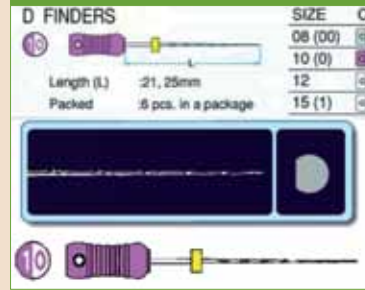 D FINDERS
SIZE C
10
08 (00)
10 (0)
L
12
Length (L) :21, 25mm
15 (1)
Packed :6 pcs. in a package
10